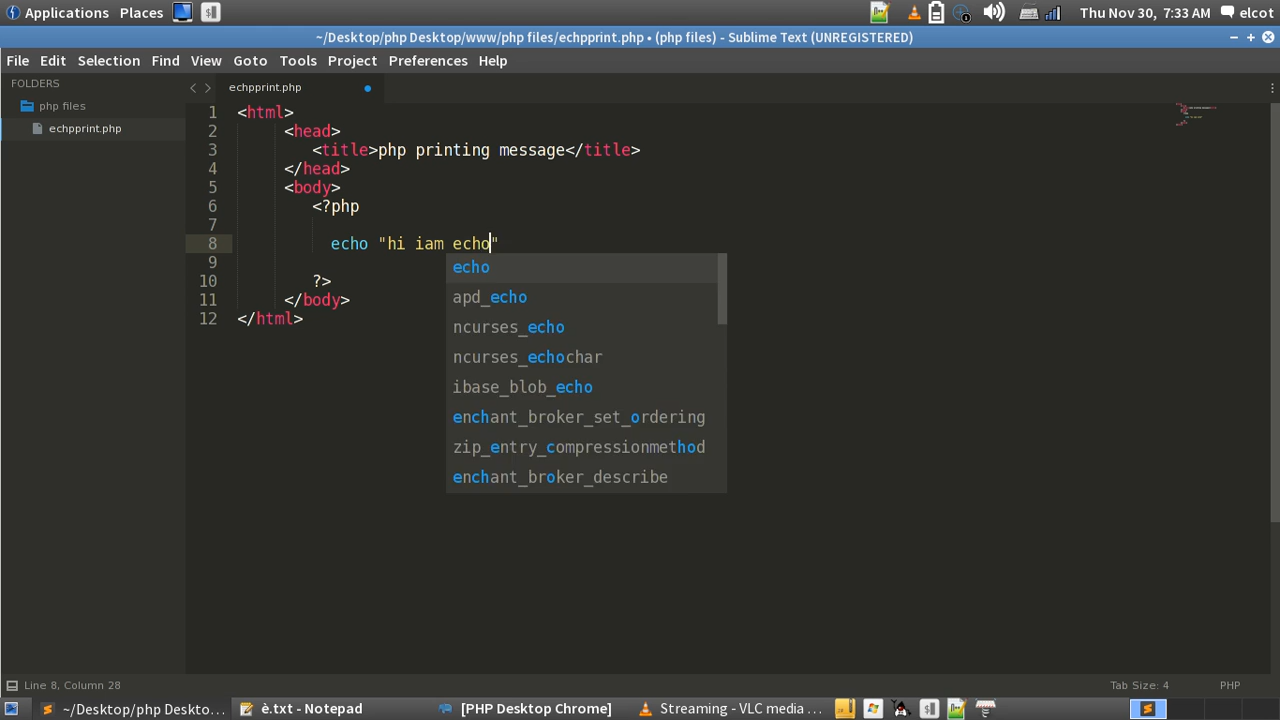 Applications Places Thu Nov 30, 7:33 AM elcot
~/Desktop/php Desktop/www/php files/echpprint.php • (php files) - Sublime Text (UNREGISTERED)
File Edit Selection Find View Goto Tools Project Preferences Help
FOLDERS
php files
echpprint.php
echpprint.php
1 <html>
2 <head>
3 <title>php printing message</title>
4 </head>
5 <body>
6 <?php
7
8 echo "hi iam echo"
9
10 ?>
11 </body>
12 </html>
echo
apd_echo
ncurses_echo
ncurses_echochar
ibase_blob_echo
enchant_broker_set_ordering
zip_entry_compressionmethod
enchant_broker_describe
Line 8, Column 28 Tab Size: 4 PHP
~/Desktop/php Deskto... è.txt - Notepad [PHP Desktop Chrome] Streaming - VLC media ...